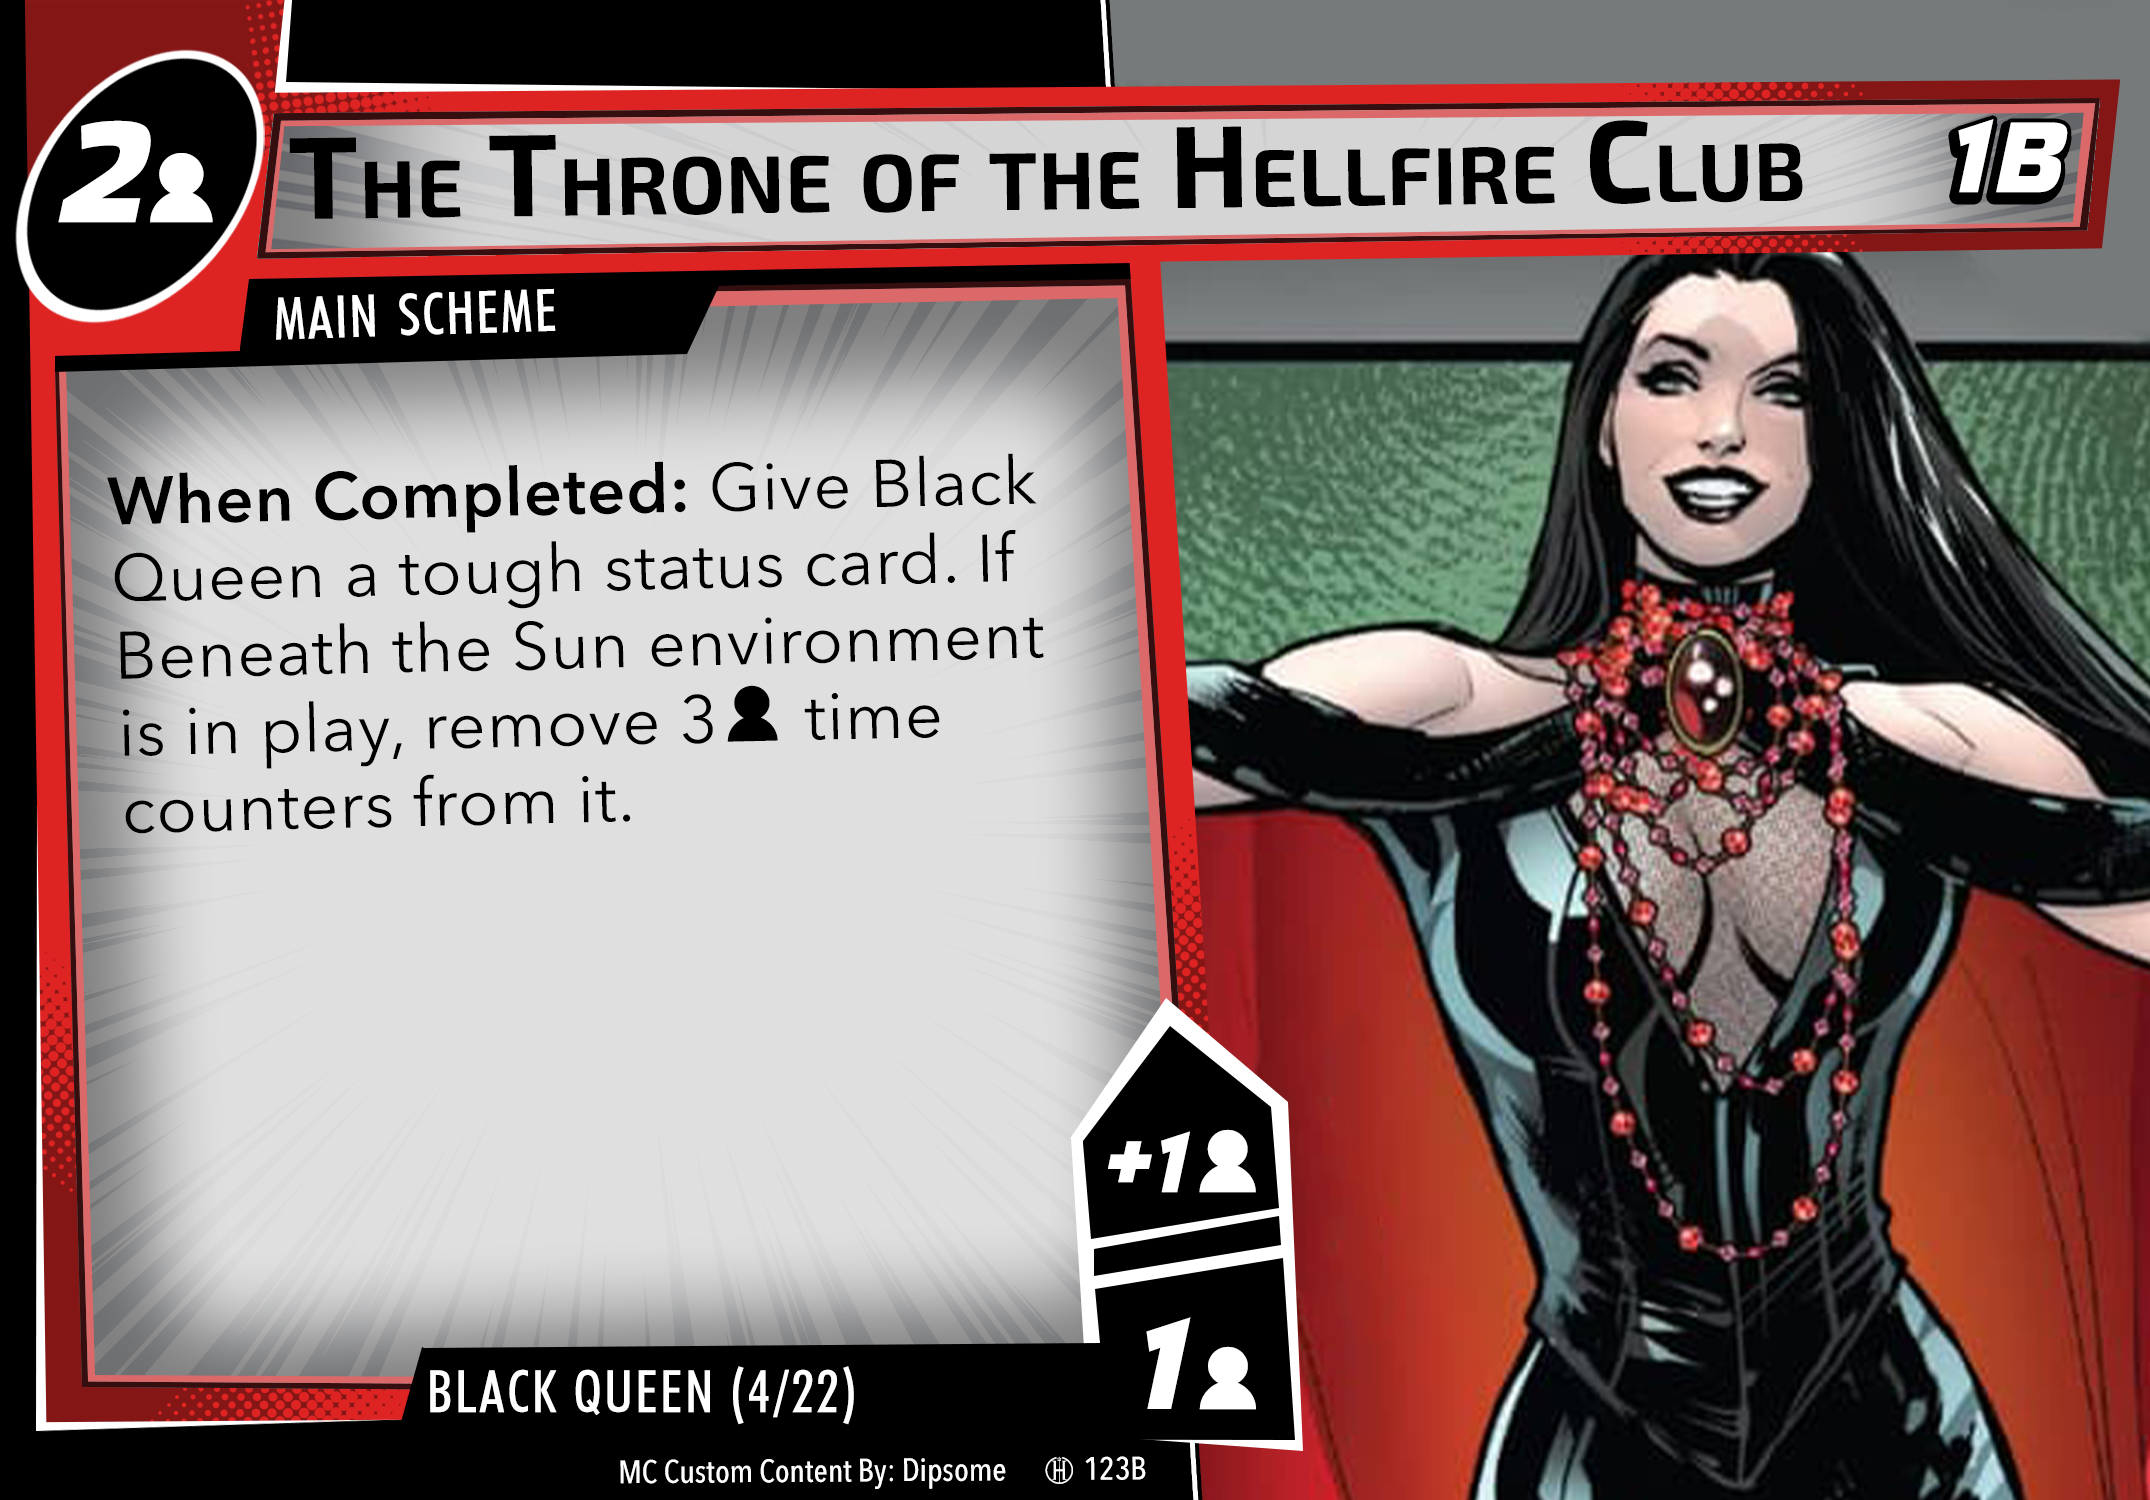 2
THE THRONE OF THE HELLFIRE CLUB
1B
MAIN SCHEME
When Completed: Give Black
Queen a tough status card. If
Beneath the Sun environment
is in play, remove 3 time
counters from it.
+1
1
BLACK QUEEN (4/22)
MC Custom Content By: Dipsome
H 123B